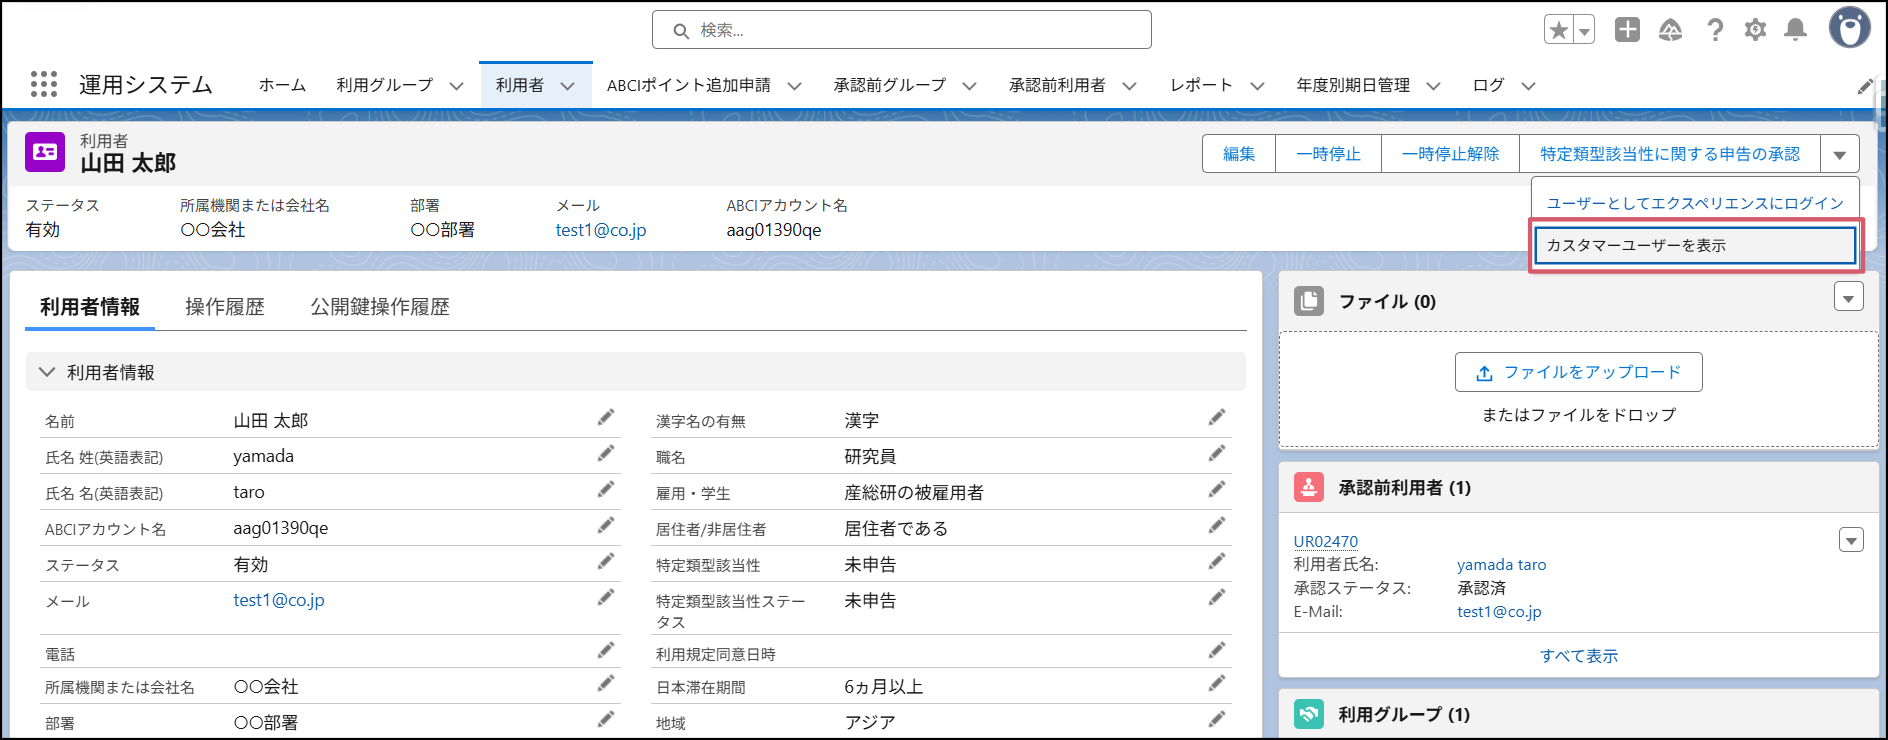 検索...
運用システム
ホーム 利用グループ 利用者 ABCIポイント追加申請 承認前グループ 承認前利用者 レポート 年度別期日管理 ログ
利用者
山田 太郎
編集 一時停止 一時停止解除 特定類型該当性に関する申告の承認
ステータス 所属機関または会社名 部署 メール ABCIアカウント名
有効 〇〇会社 〇〇部署 test1@co.jp aag01390qe
ユーザーとしてエクスペリエンスにログイン
カスタマーユーザーを表示
利用者情報 操作履歴 公開鍵操作履歴
利用者情報
名前 山田 太郎
氏名 姓(英語表記) yamada
氏名 名(英語表記) taro
ABCIアカウント名 aag01390qe
ステータス 有効
メール test1@co.jp
電話
所属機関または会社名 〇〇会社
部署 〇〇部署
漢字名の有無 漢字
職名 研究員
雇用・学生 産総研の被雇用者
居住者/非居住者 居住者である
特定類型該当性 未申告
特定類型該当性ステー 未申告
タス
利用規定同意日時
日本滞在期間 6ヵ月以上
地域 アジア
ファイル (0)
ファイルをアップロード
またはファイルをドロップ
承認前利用者 (1)
UR02470
利用者氏名: yamada taro
承認ステータス: 承認済
E-Mail: test1@co.jp
すべて表示
利用グループ (1)